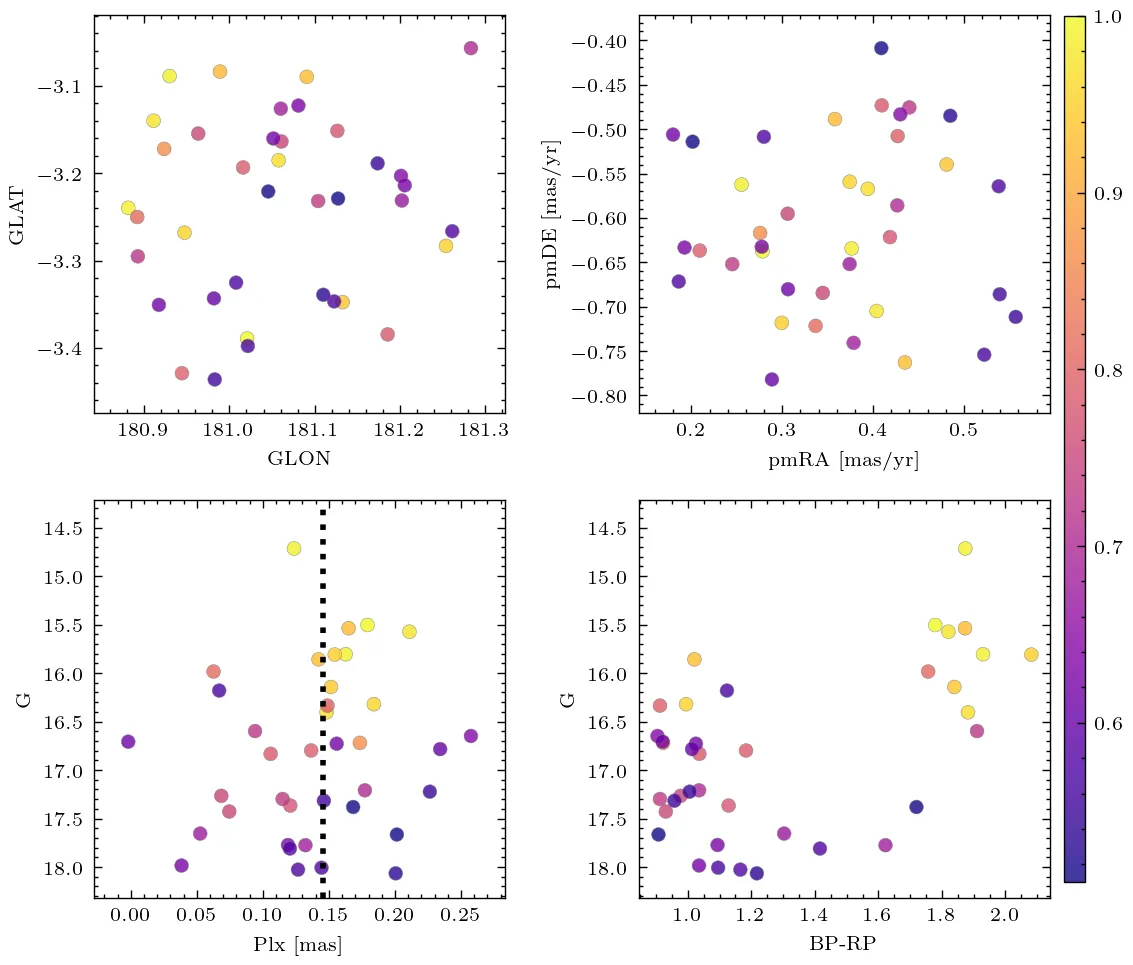 −3.1
−3.2
−3.3
−3.4
GLAT
180.9 181.0 181.1 181.2 181.3
GLON
−0.40
−0.45
−0.50
−0.55
−0.60
−0.65
−0.70
−0.75
−0.80
pmDE [mas/yr]
0.2 0.3 0.4 0.5
pmRA [mas/yr]
1.0
0.9
0.8
0.7
0.6
14.5
15.0
15.5
16.0
16.5
17.0
17.5
18.0
G
0.00 0.05 0.10 0.15 0.20 0.25
Plx [mas]
14.5
15.0
15.5
16.0
16.5
17.0
17.5
18.0
G
1.0 1.2 1.4 1.6 1.8 2.0
BP-RP